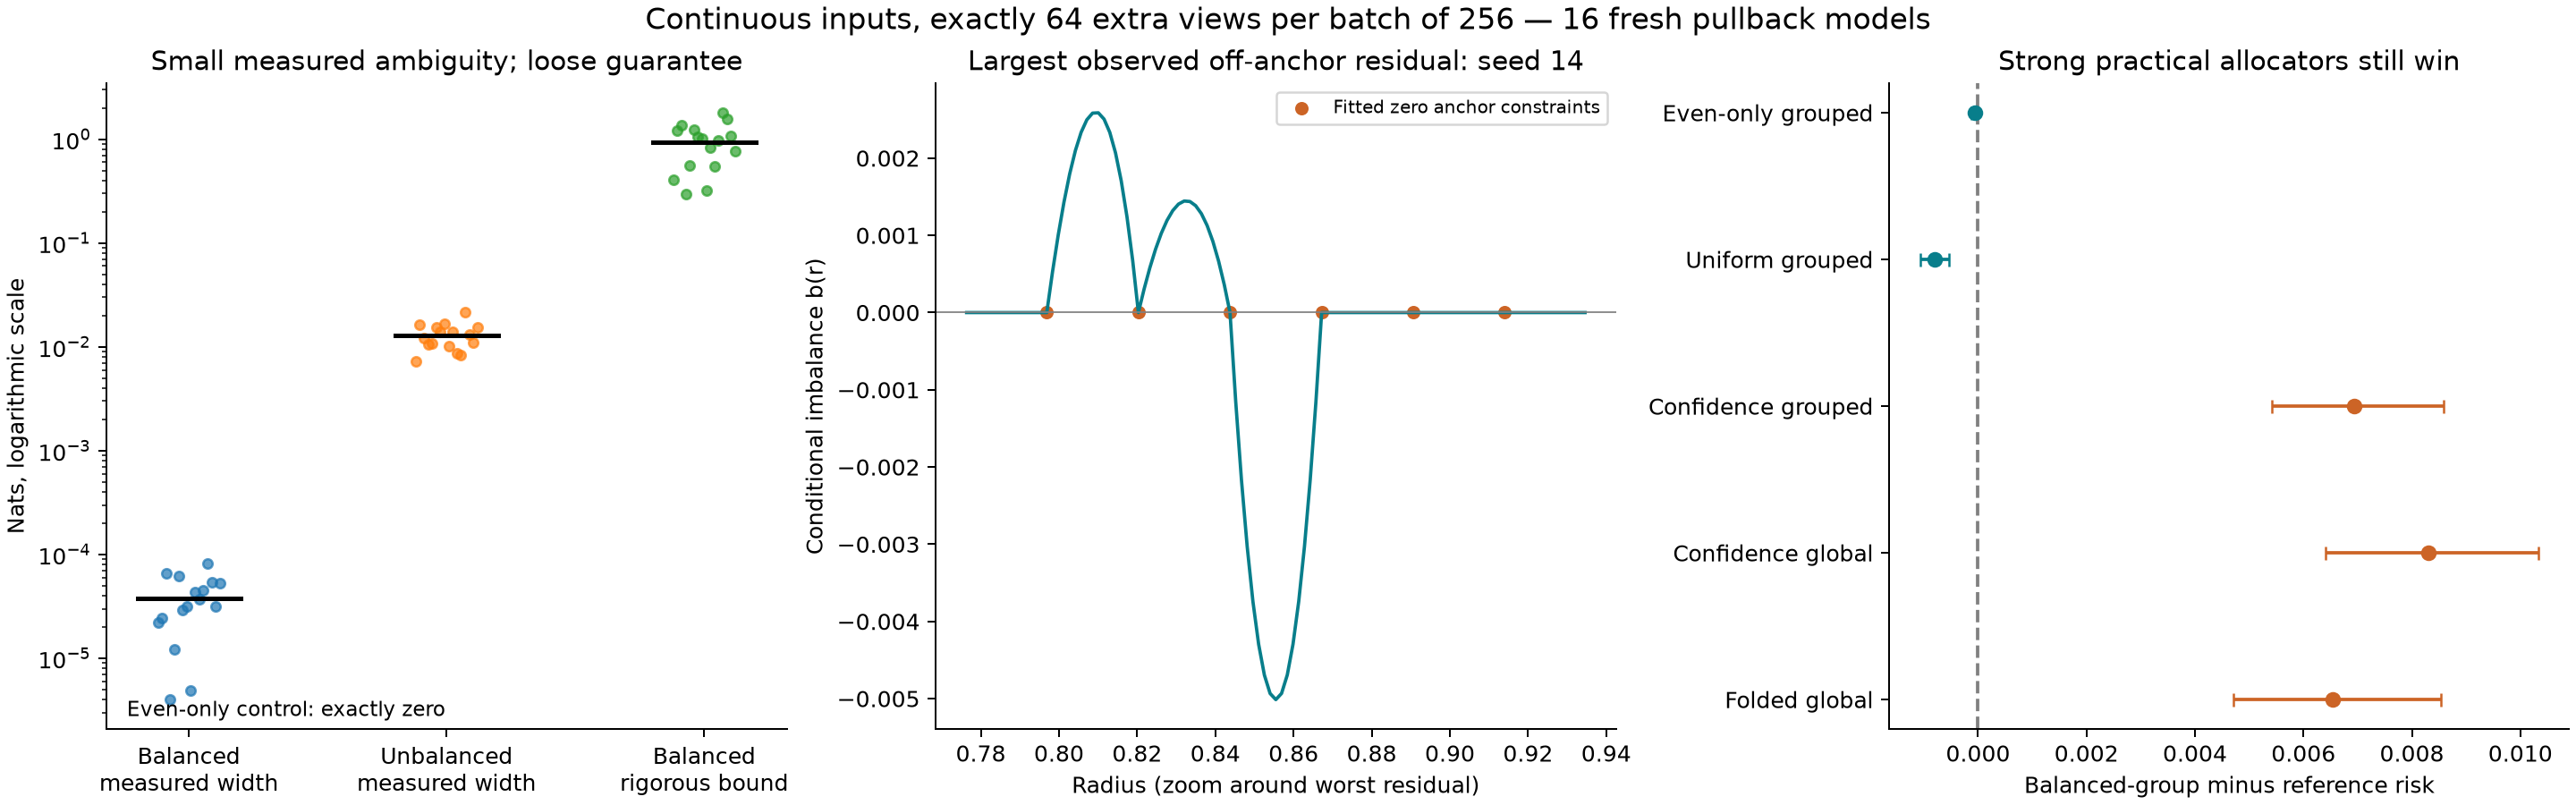 Continuous inputs, exactly 64 extra views per batch of 256 — 16 fresh pullback models
Small measured ambiguity; loose guarantee
Nats, logarithmic scale
10⁰
10⁻¹
10⁻²
10⁻³
10⁻⁴
10⁻⁵
Even-only control: exactly zero
Balanced
measured width
Unbalanced
measured width
Balanced
rigorous bound
Largest observed off-anchor residual: seed 14
Fitted zero anchor constraints
Conditional imbalance b(r)
0.002
0.001
0.000
−0.001
−0.002
−0.003
−0.004
−0.005
0.78 0.80 0.82 0.84 0.86 0.88 0.90 0.92 0.94
Radius (zoom around worst residual)
Strong practical allocators still win
Even-only grouped
Uniform grouped
Confidence grouped
Confidence global
Folded global
0.000 0.002 0.004 0.006 0.008 0.010
Balanced-group minus reference risk